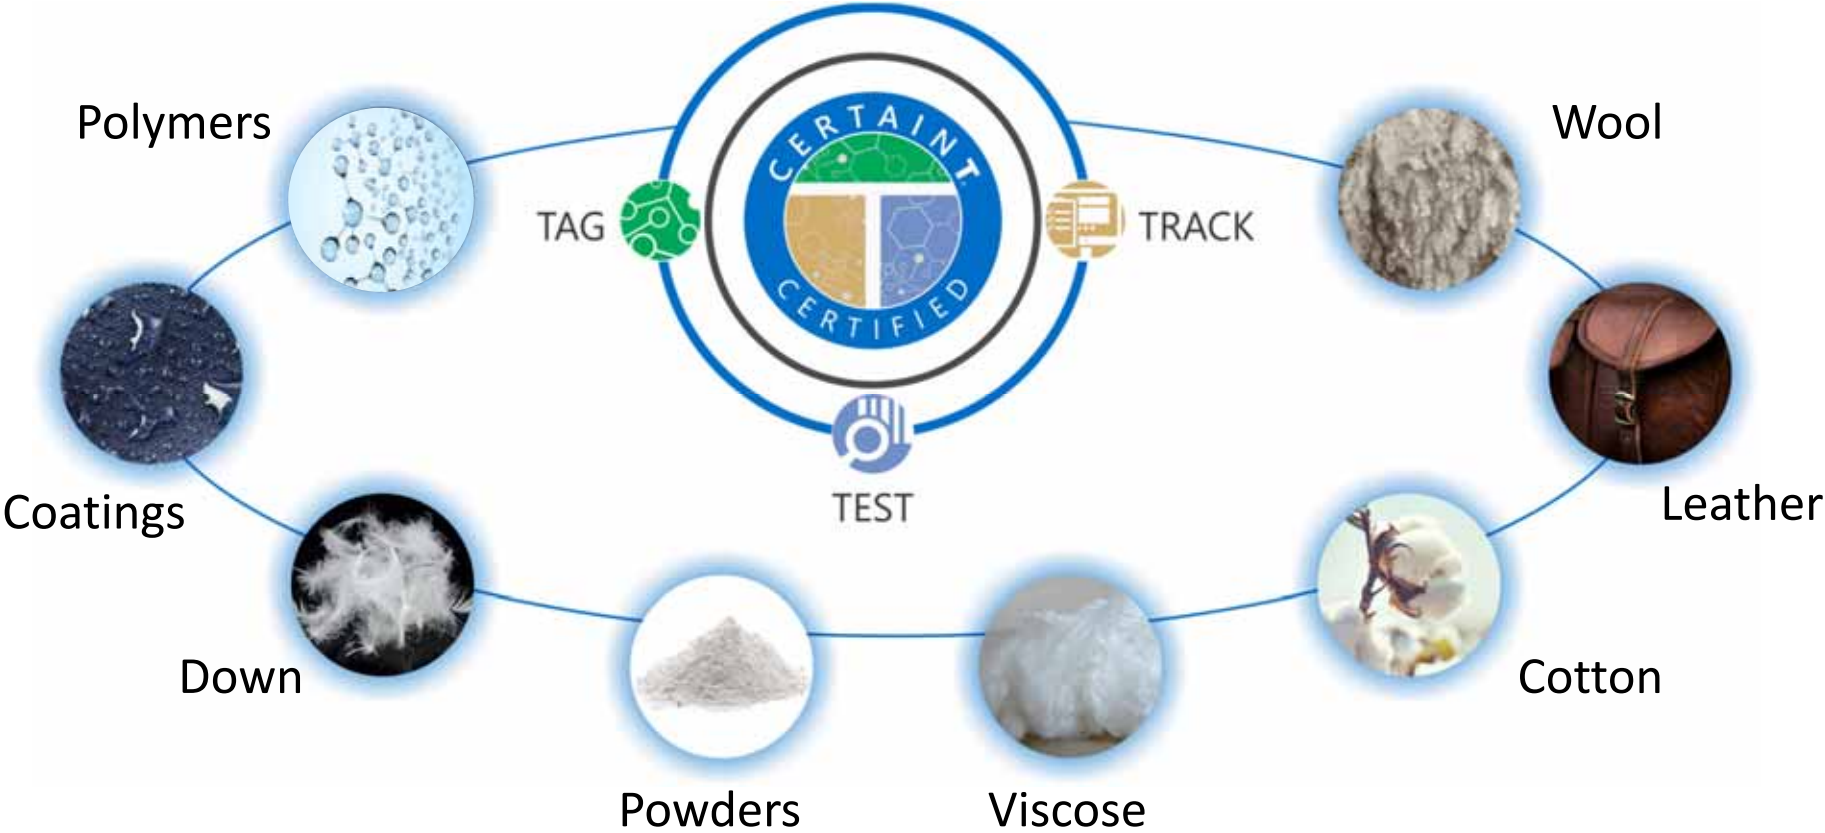 Polymers
Wool
CERTAINT
TAG
TRACK
CERTIFIED
TEST
Coatings
Leather
Down
Cotton
Powders
Viscose